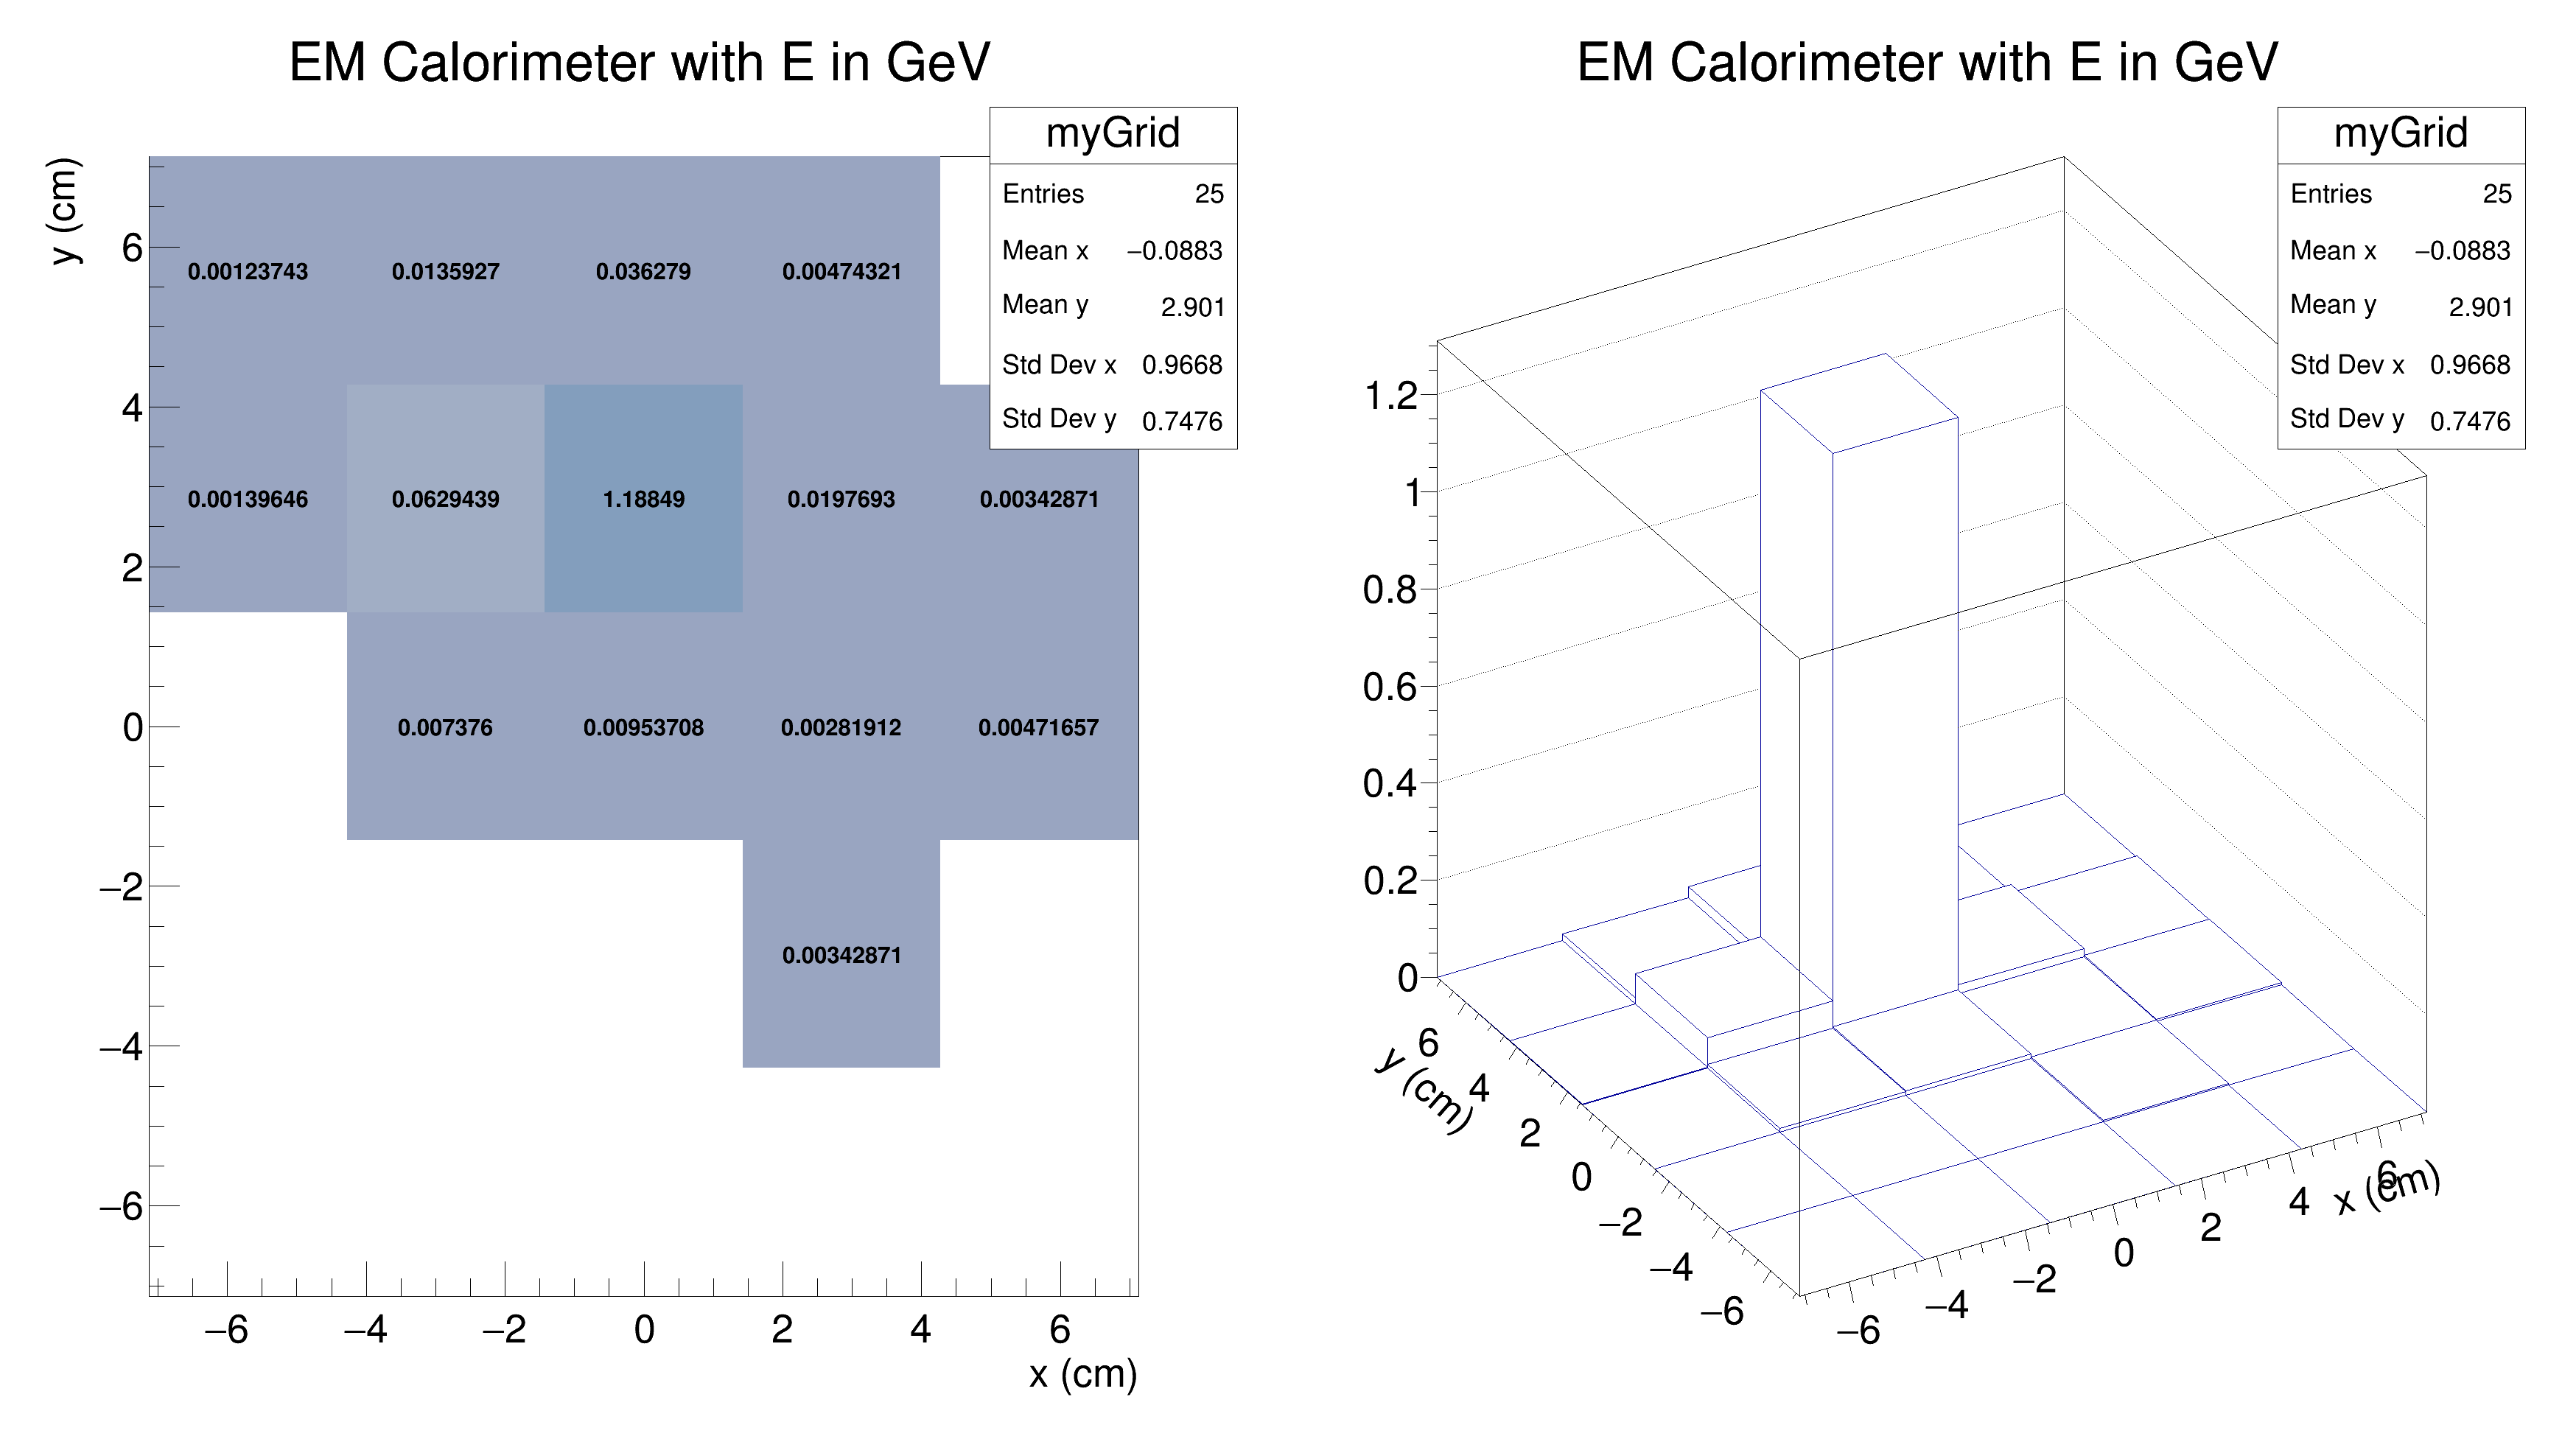 EM Calorimeter with E in GeV
myGrid
Entries 25
Mean x −0.0883
Mean y 2.901
Std Dev x 0.9668
Std Dev y 0.7476
y (cm)
6
4
2
0
−2
−4
−6
0.00123743 0.0135927 0.036279 0.00474321
0.00139646 0.0629439 1.18849 0.0197693 0.00342871
0.007376 0.00953708 0.00281912 0.00471657
0.00342871
−6 −4 −2 0 2 4 6
x (cm)
EM Calorimeter with E in GeV
myGrid
Entries 25
Mean x −0.0883
Mean y 2.901
Std Dev x 0.9668
Std Dev y 0.7476
1.2
1
0.8
0.6
0.4
0.2
0
6
4
2
0
−2
−4
−6
y (cm)
−6 −4 −2 0 2 4 6
x (cm)